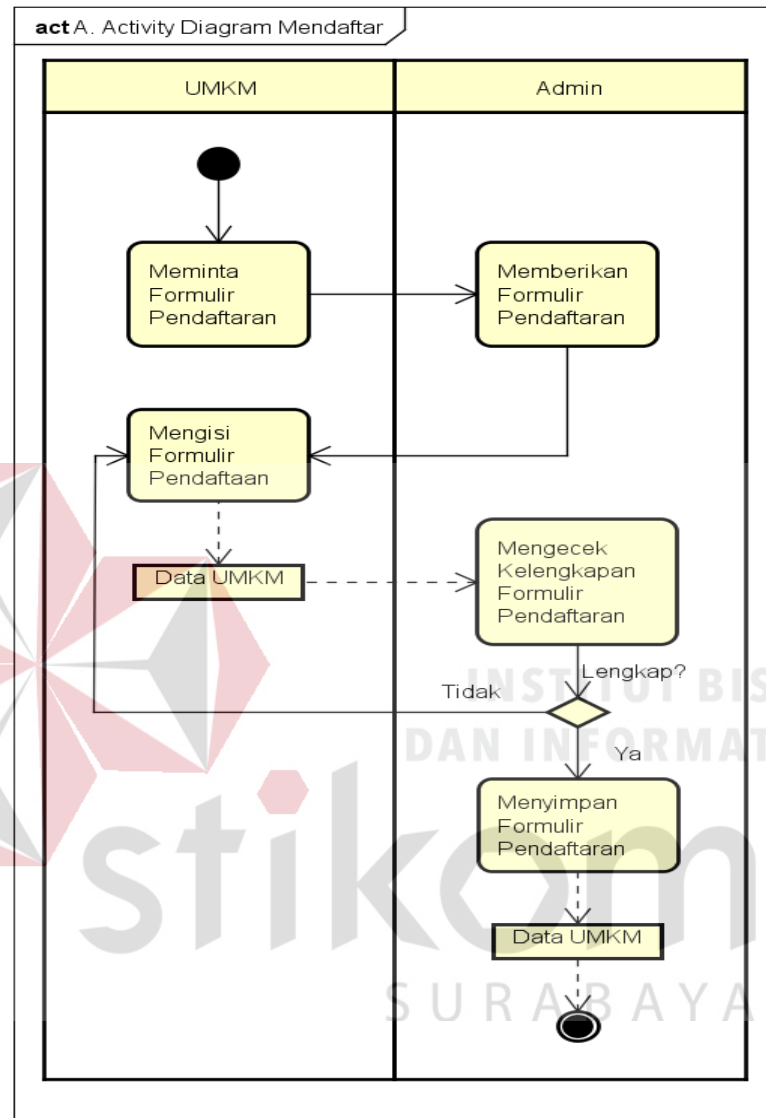 act A. Activity Diagram Mendaftar
UMKM
Admin
Meminta
Formulir
Pendaftaran
Memberikan
Formulir
Pendaftaran
Mengisi
Formulir
Pendaftaan
Data UMKM
Mengecek
Kelengkapan
Formulir
Pendaftaran
Lengkap?
Tidak
Ya
Menyimpan
Formulir
Pendaftaran
Data UMKM
INSTITUT BIS
DAN INFORMAT
stikom
SURABAYA